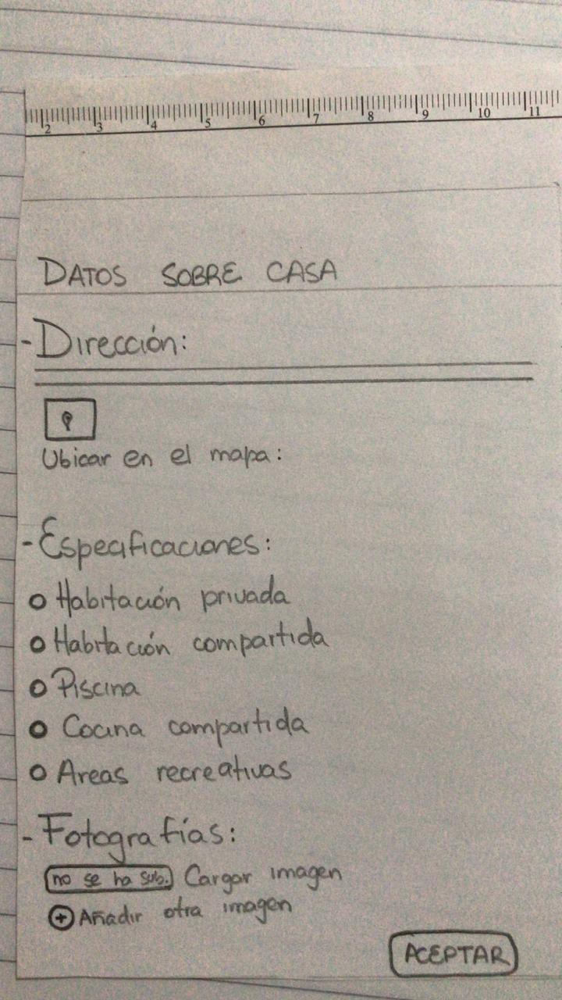 2 3 4 5 6 7 8 9 10 11
DATOS SOBRE CASA
- Dirección:
Ubicar en el mapa:
- Especificaciones:
Habitación privada
Habitación compartida
Piscina
Cocina compartida
Areas recreativas
- Fotografías:
no se ha sub. Cargar imagen
+ Añadir otra imagen
ACEPTAR